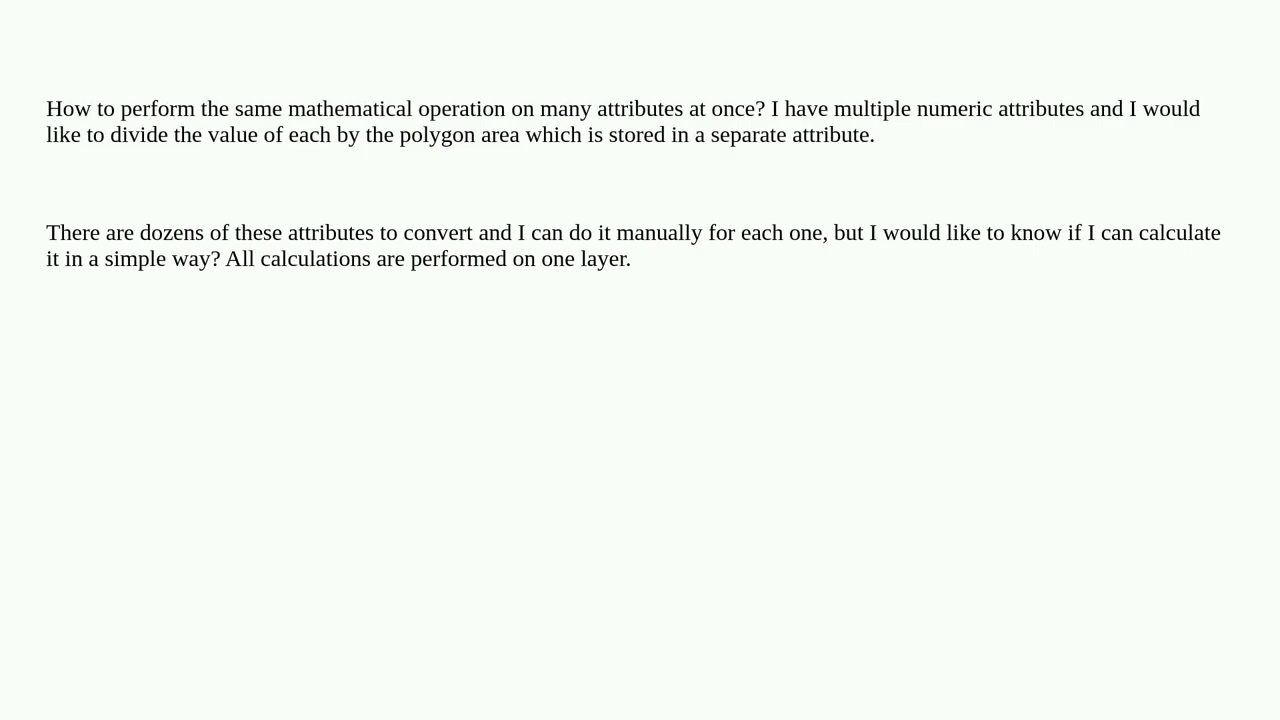 How to perform the same mathematical operation on many attributes at once? I have multiple numeric attributes and I would
like to divide the value of each by the polygon area which is stored in a separate attribute.
There are dozens of these attributes to convert and I can do it manually for each one, but I would like to know if I can calculate
it in a simple way? All calculations are performed on one layer.